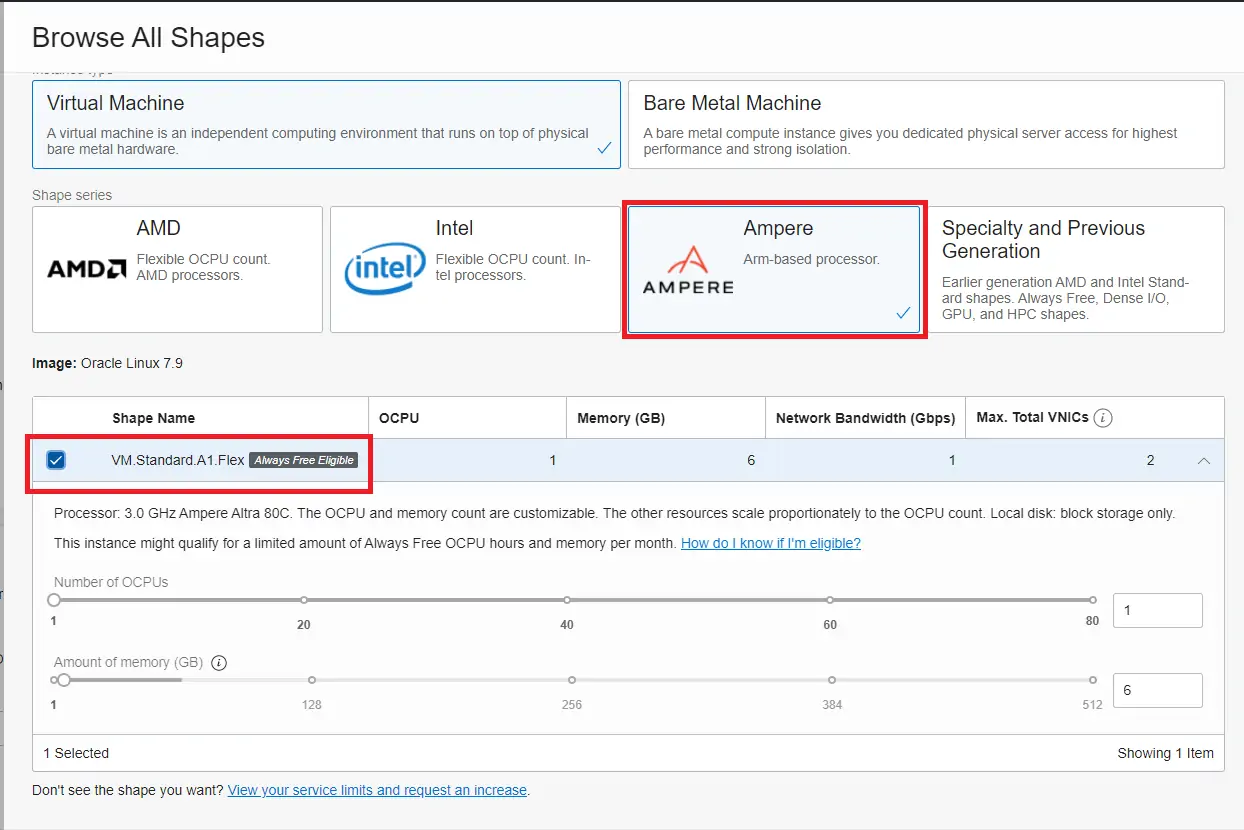 Browse All Shapes
Virtual Machine
A virtual machine is an independent computing environment that runs on top of physical
bare metal hardware.
Bare Metal Machine
A bare metal compute instance gives you dedicated physical server access for highest
performance and strong isolation.
Shape series
AMD
AMD
Flexible OCPU count.
AMD processors.
Intel
intel
Flexible OCPU count. In-
tel processors.
Ampere
AMPERE
Arm-based processor.
Specialty and Previous
Generation
Earlier generation AMD and Intel Stand-
ard shapes. Always Free, Dense I/O,
GPU, and HPC shapes.
Image: Oracle Linux 7.9
Shape Name OCPU Memory (GB) Network Bandwidth (Gbps) Max. Total VNICs i
VM.Standard.A1.Flex Always Free Eligible 1 6 1 2
Processor: 3.0 GHz Ampere Altra 80C. The OCPU and memory count are customizable. The other resources scale proportionately to the OCPU count. Local disk: block storage only.
This instance might qualify for a limited amount of Always Free OCPU hours and memory per month. How do I know if I'm eligible?
Number of OCPUs
1 20 40 60 80
1
Amount of memory (GB) i
1 128 256 384 512
6
1 Selected
Showing 1 Item
Don't see the shape you want? View your service limits and request an increase.